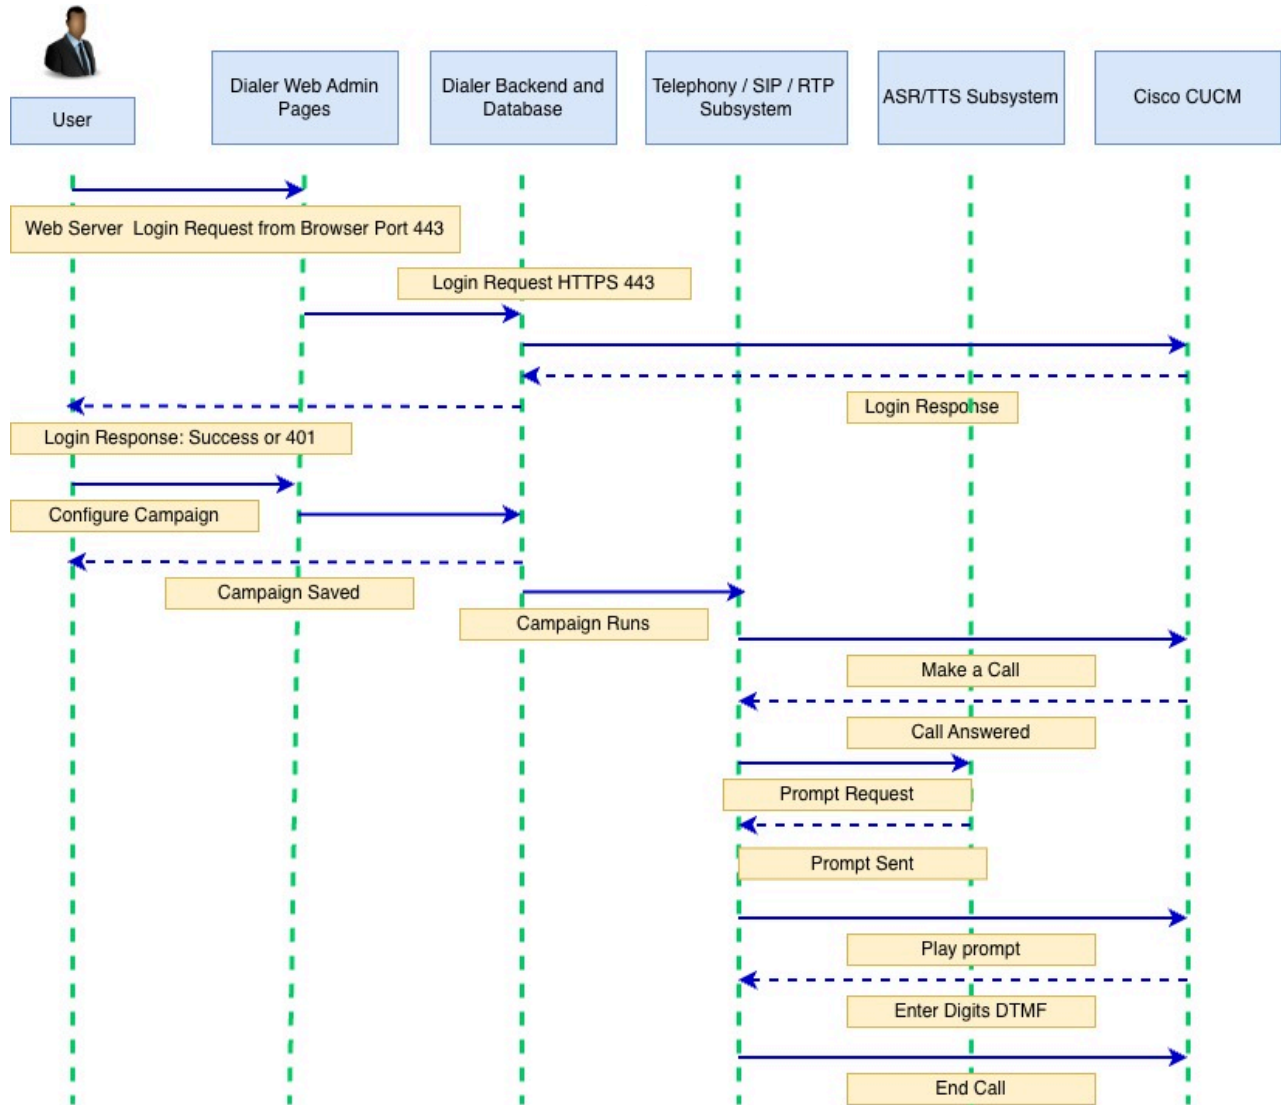 User
Dialer Web Admin
Pages
Dialer Backend and
Database
Telephony / SIP / RTP
Subsystem
ASR/TTS Subsystem
Cisco CUCM
Web Server  Login Request from Browser Port 443
Login Request HTTPS 443
Login Response
Login Response: Success or 401
Configure Campaign
Campaign Saved
Campaign Runs
Make a Call
Call Answered
Prompt Request
Prompt Sent
Play prompt
Enter Digits DTMF
End Call